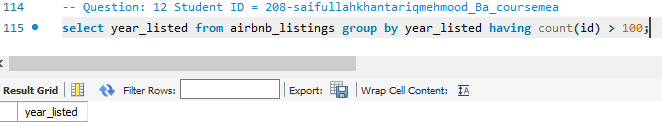 114 -- Question: 12 Student ID = 208-saifullahkhantariqmehmood_Ba_coursemea
115 select year_listed from airbnb_listings group by year_listed having count(id) > 100;
Result Grid Filter Rows: Export: Wrap Cell Content: IA
year_listed